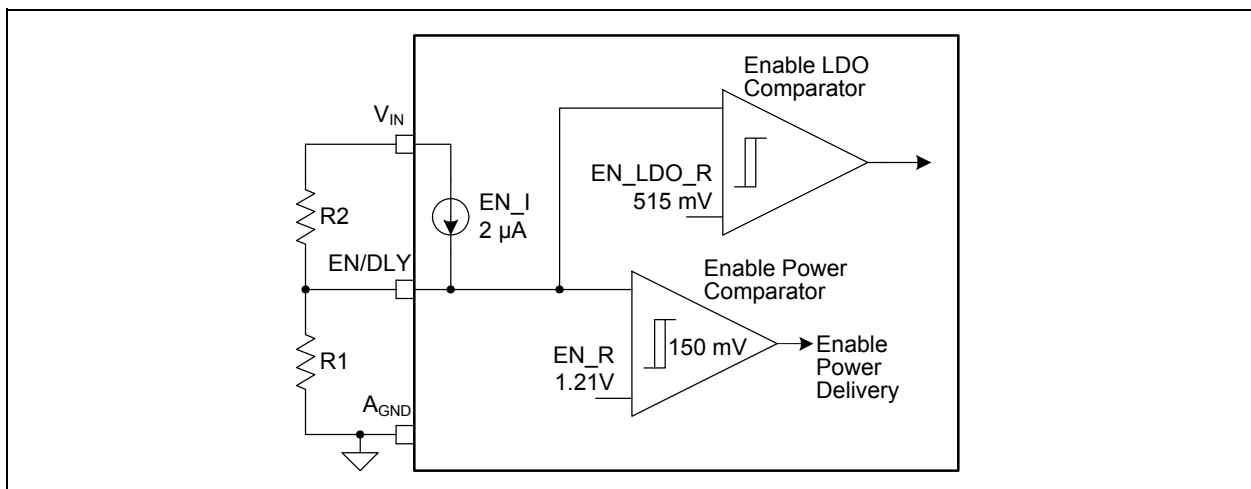 Enable LDO
Comparator
VIN
EN_LDO_R
515 mV
EN_I
2 µA
R2
EN/DLY
Enable Power
Comparator
150 mV
Enable
Power
Delivery
EN_R
1.21V
R1
AGND